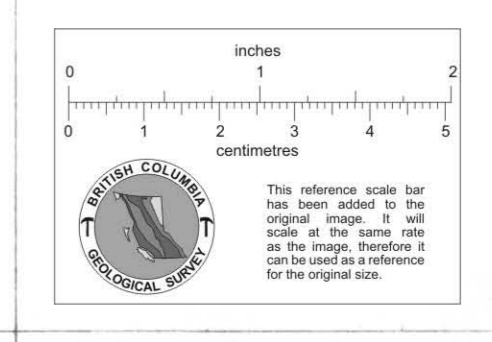 inches
0 1 2
0 1 2 3 4 5
centimetres
BRITISH COLUMBIA
GEOLOGICAL SURVEY
This reference scale bar
has been added to the
original image. It will
scale at the same rate
as the image, therefore it
can be used as a reference
for the original size.